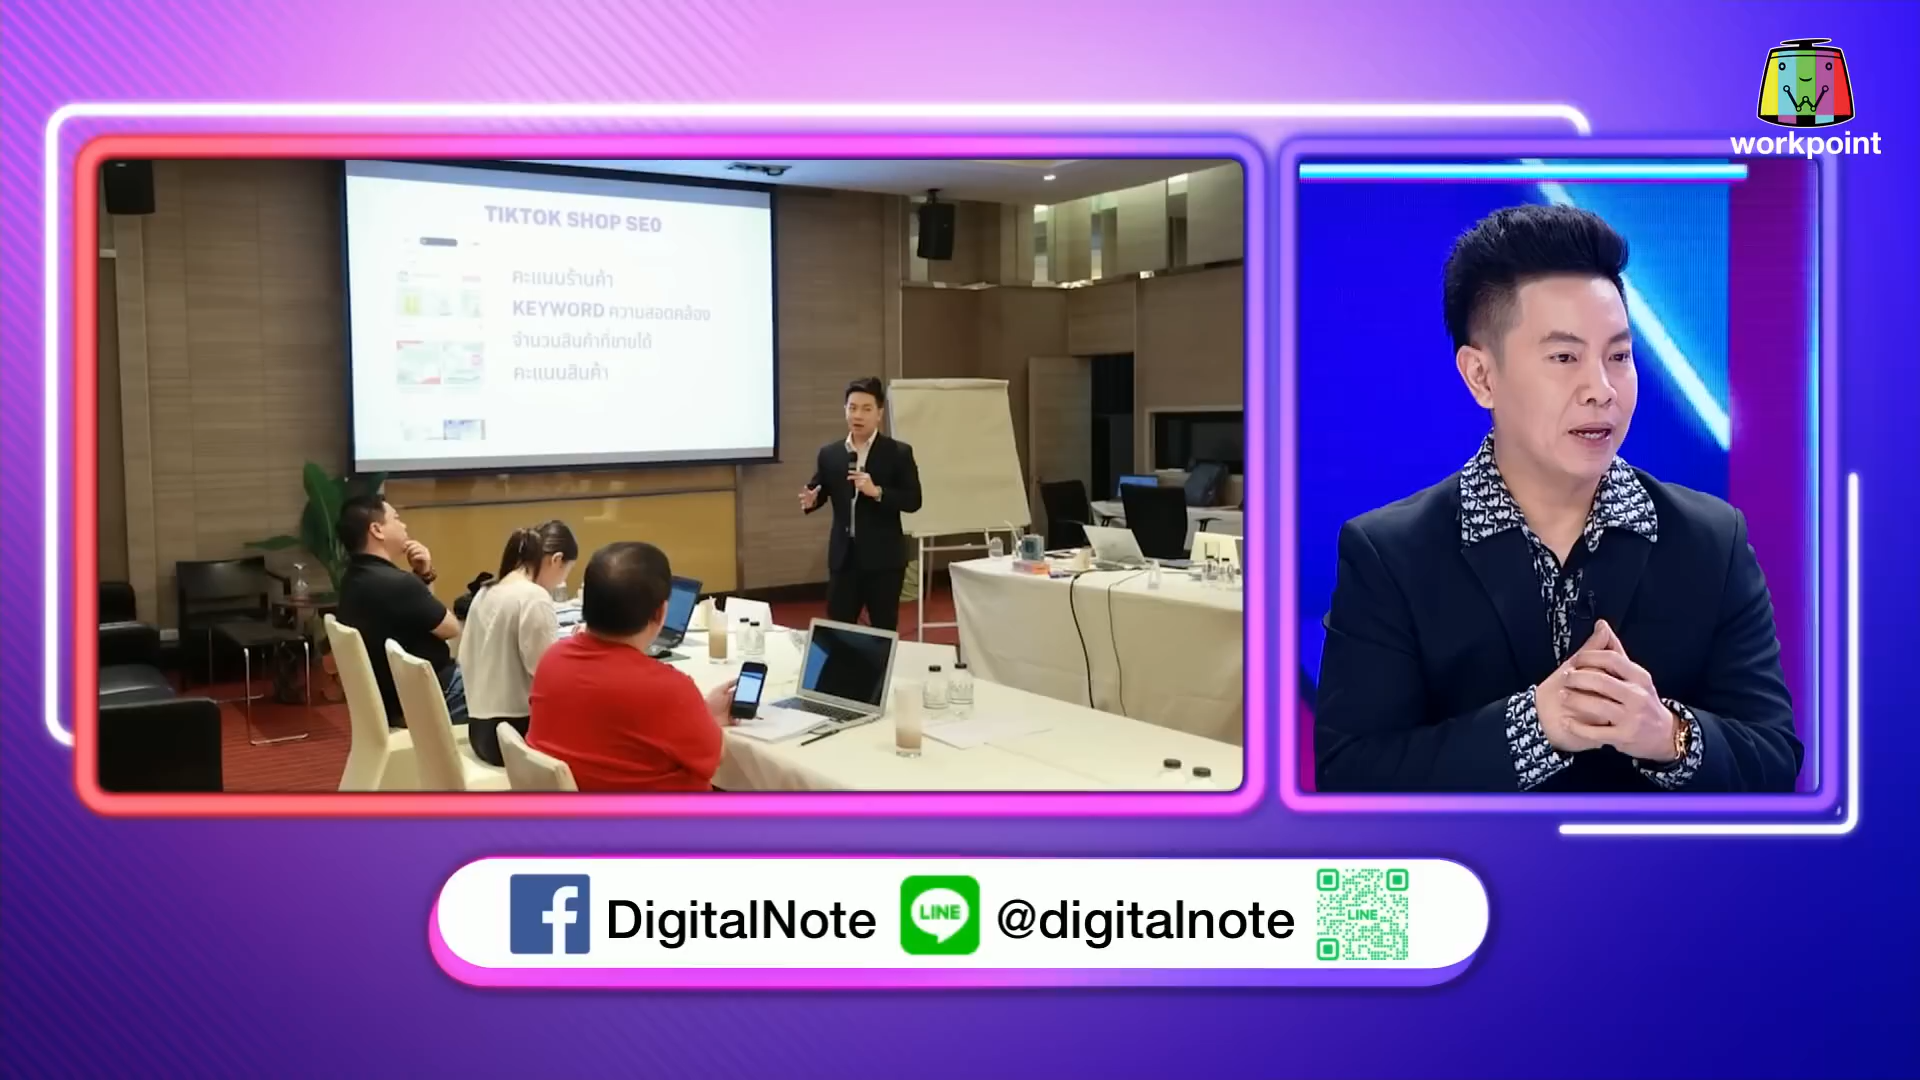 workpoint
TIKTOK SHOP SEO
คะแนนร้านค้า
KEYWORD ความสอดคล้อง
จำนวนสินค้าที่ขายได้
คะแนนสินค้า
DigitalNote
LINE
@digitalnote
LINE